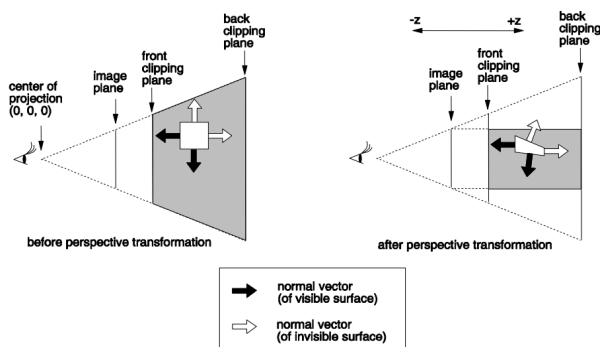 center of
projection
(0, 0, 0)
image
plane
front
clipping
plane
back
clipping
plane
before perspective transformation
-z
+z
image
plane
front
clipping
plane
back
clipping
plane
after perspective transformation
normal vector
(of visible surface)
normal vector
(of invisible surface)